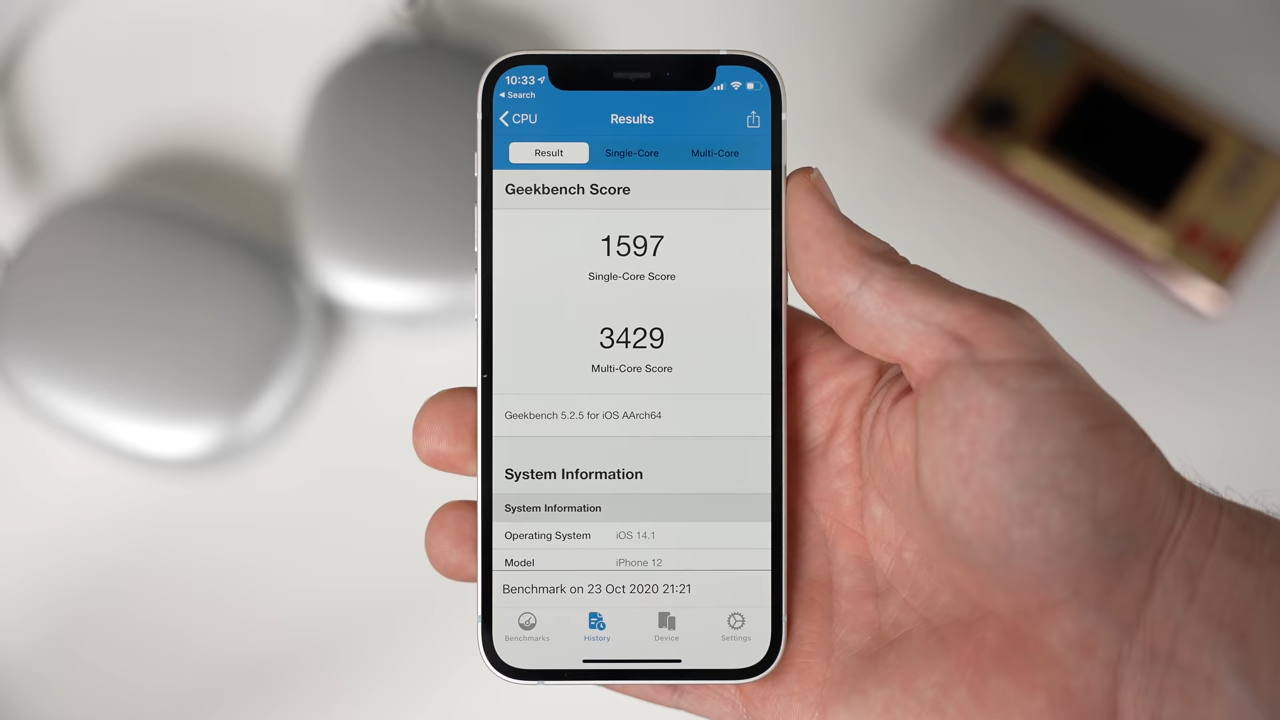 10:33
Search
CPU
Results
Result Single-Core Multi-Core
Geekbench Score
1597
Single-Core Score
3429
Multi-Core Score
Geekbench 5.2.5 for iOS AArch64
System Information
System Information
Operating System iOS 14.1
Model iPhone 12
Benchmark on 23 Oct 2020 21:21
Benchmarks History Device Settings